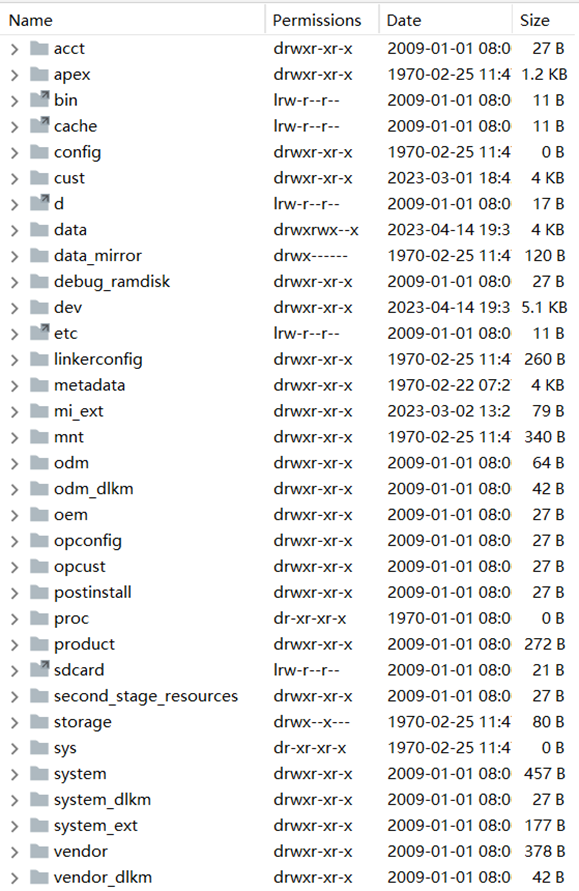 Name Permissions Date Size
acct drwxr-xr-x 2009-01-01 08:0 27 B
apex drwxr-xr-x 1970-02-25 11:4 1.2 KB
bin lrw-r--r-- 2009-01-01 08:0 11 B
cache lrw-r--r-- 2009-01-01 08:0 11 B
config drwxr-xr-x 1970-02-25 11:4 0 B
cust drwxr-xr-x 2023-03-01 18:4 4 KB
d lrw-r--r-- 2009-01-01 08:0 17 B
data drwxrwx--x 2023-04-14 19:3 4 KB
data_mirror drwx------ 1970-02-25 11:4 120 B
debug_ramdisk drwxr-xr-x 2009-01-01 08:0 27 B
dev drwxr-xr-x 2023-04-14 19:3 5.1 KB
etc lrw-r--r-- 2009-01-01 08:0 11 B
linkerconfig drwxr-xr-x 1970-02-25 11:4 260 B
metadata drwxr-xr-x 1970-02-22 07:2 4 KB
mi_ext drwxr-xr-x 2023-03-02 13:2 79 B
mnt drwxr-xr-x 1970-02-25 11:4 340 B
odm drwxr-xr-x 2009-01-01 08:0 64 B
odm_dlkm drwxr-xr-x 2009-01-01 08:0 42 B
oem drwxr-xr-x 2009-01-01 08:0 27 B
opconfig drwxr-xr-x 2009-01-01 08:0 27 B
opcust drwxr-xr-x 2009-01-01 08:0 27 B
postinstall drwxr-xr-x 2009-01-01 08:0 27 B
proc dr-xr-xr-x 1970-01-01 08:0 0 B
product drwxr-xr-x 2009-01-01 08:0 272 B
sdcard lrw-r--r-- 2009-01-01 08:0 21 B
second_stage_resources drwxr-xr-x 2009-01-01 08:0 27 B
storage drwx--x--- 1970-02-25 11:4 80 B
sys dr-xr-xr-x 1970-02-25 11:4 0 B
system drwxr-xr-x 2009-01-01 08:0 457 B
system_dlkm drwxr-xr-x 2009-01-01 08:0 27 B
system_ext drwxr-xr-x 2009-01-01 08:0 177 B
vendor drwxr-xr-x 2009-01-01 08:0 378 B
vendor_dlkm drwxr-xr-x 2009-01-01 08:0 42 B